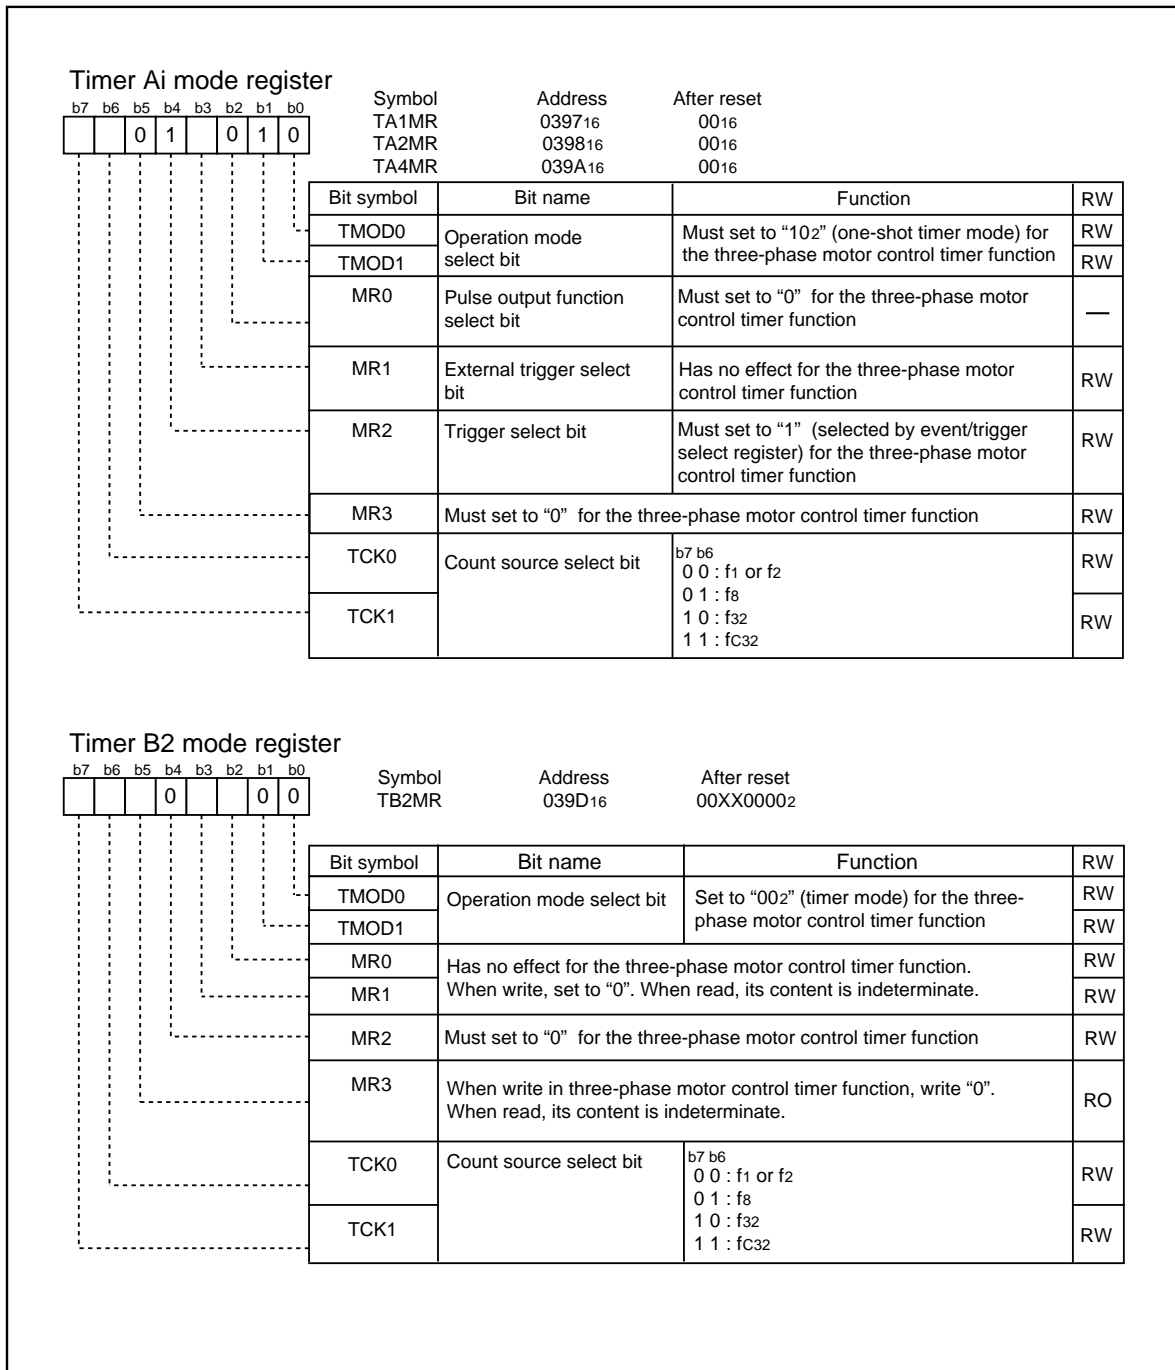 Timer Ai mode register
b7 b6 b5 b4 b3 b2 b1 b0
0 1 0 1 0
Symbol Address After reset
TA1MR 039716 0016
TA2MR 039816 0016
TA4MR 039A16 0016
Bit symbol Bit name Function RW
TMOD0 Operation mode Must set to “102” (one-shot timer mode) for RW
TMOD1 select bit the three-phase motor control timer function RW
MR0 Pulse output function Must set to “0” for the three-phase motor —
select bit control timer function
MR1 External trigger select Has no effect for the three-phase motor RW
bit control timer function
MR2 Trigger select bit Must set to “1” (selected by event/trigger RW
select register) for the three-phase motor
control timer function
MR3 Must set to “0” for the three-phase motor control timer function RW
TCK0 Count source select bit b7 b6 RW
0 0 : f1 or f2
0 1 : f8
TCK1 1 0 : f32 RW
1 1 : fC32
Timer B2 mode register
b7 b6 b5 b4 b3 b2 b1 b0
0 0 0
Symbol Address After reset
TB2MR 039D16 00XX00002
Bit symbol Bit name Function RW
TMOD0 Operation mode select bit Set to “002” (timer mode) for the three- RW
TMOD1 phase motor control timer function RW
MR0 Has no effect for the three-phase motor control timer function. RW
MR1 When write, set to “0”. When read, its content is indeterminate. RW
MR2 Must set to “0” for the three-phase motor control timer function RW
MR3 When write in three-phase motor control timer function, write “0”. RO
When read, its content is indeterminate.
TCK0 Count source select bit b7 b6 RW
0 0 : f1 or f2
0 1 : f8
TCK1 1 0 : f32 RW
1 1 : fC32